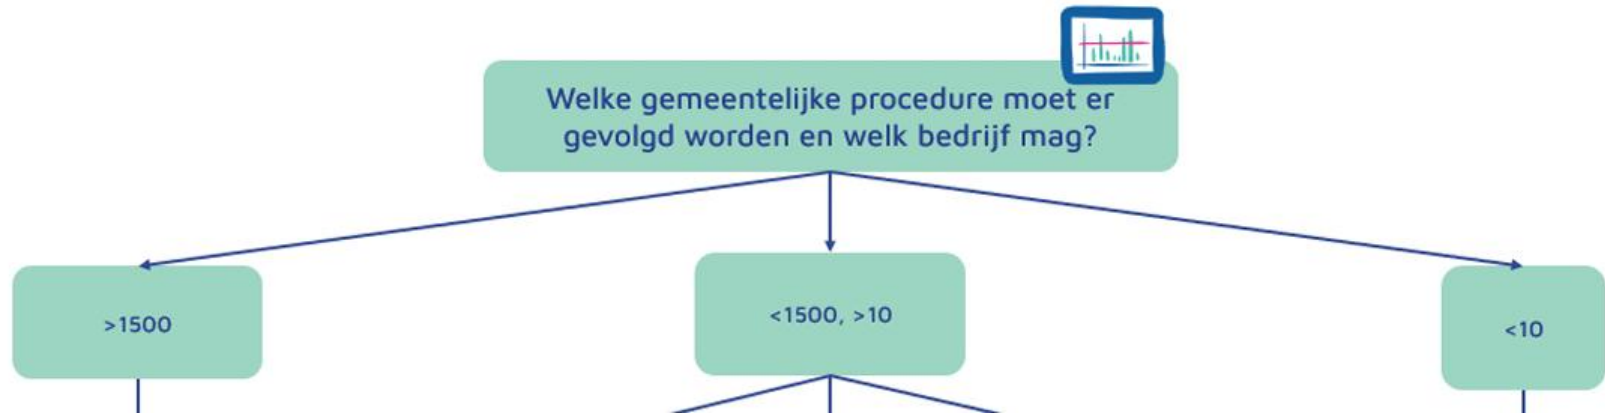 Welke gemeentelijke procedure moet er
gevolgd worden en welk bedrijf mag?
>1500
<1500, >10
<10